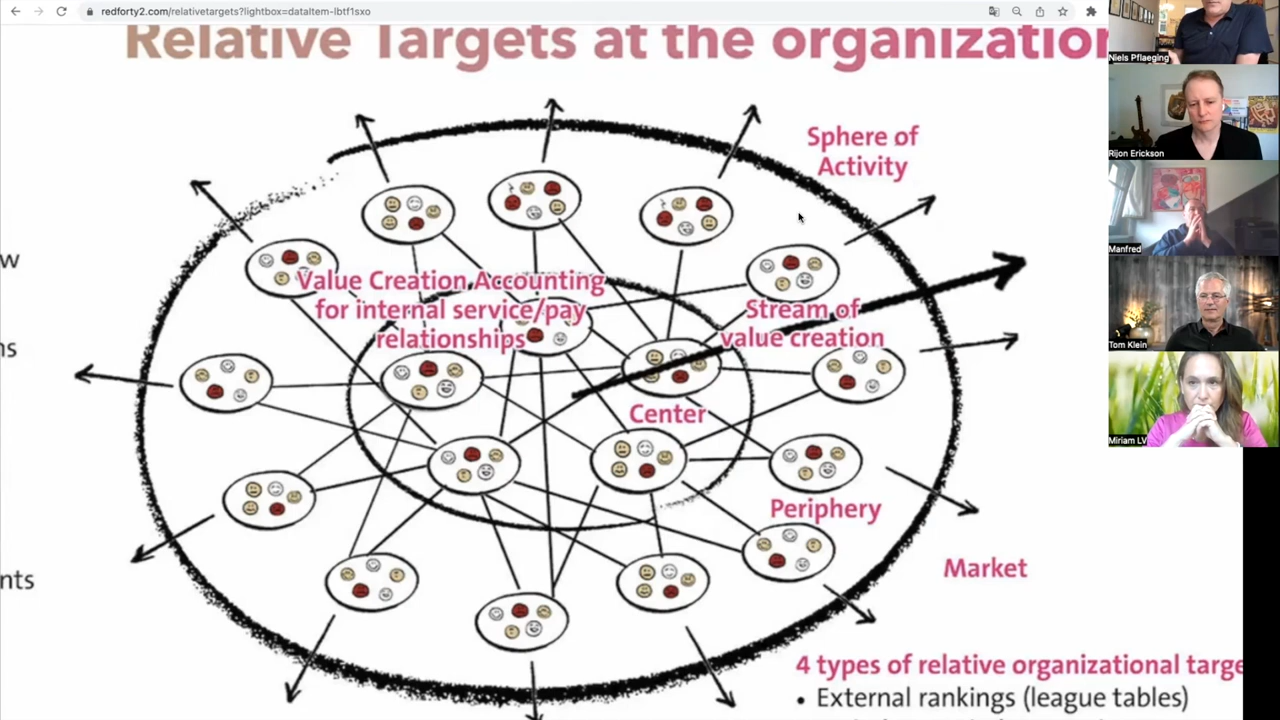 redforty2.com/relativetargets?lightbox=dataItem-lbtf1sxo
Relative Targets at the organization
Niels Pflaeging
Rijon Erickson
Manfred
Tom Klein
Miriam LV
Sphere of
Activity
Value Creation Accounting
for internal service/pay
relationships
Stream of
value creation
Center
Periphery
Market
w
ns
nts
4 types of relative organizational targe
• External rankings (league tables)